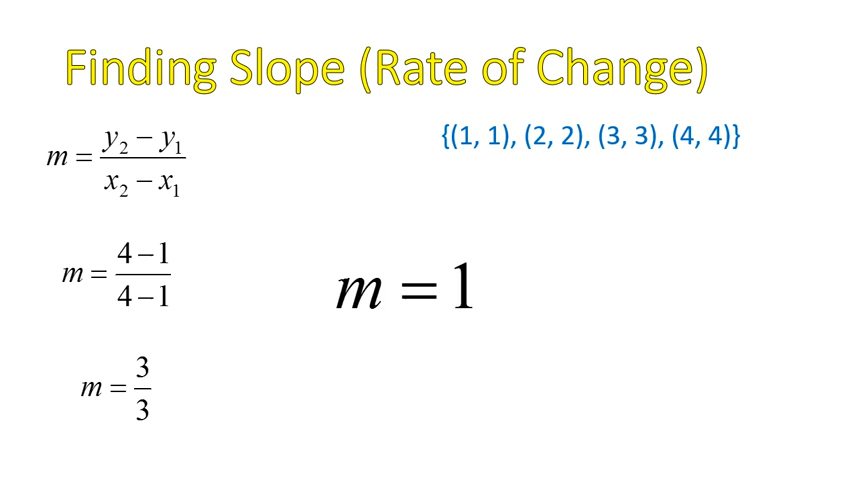 Finding Slope (Rate of Change)
{(1, 1), (2, 2), (3, 3), (4, 4)}
m = (y₂ − y₁)/(x₂ − x₁)
m = (4 − 1)/(4 − 1)
m = 1
m = 3/3